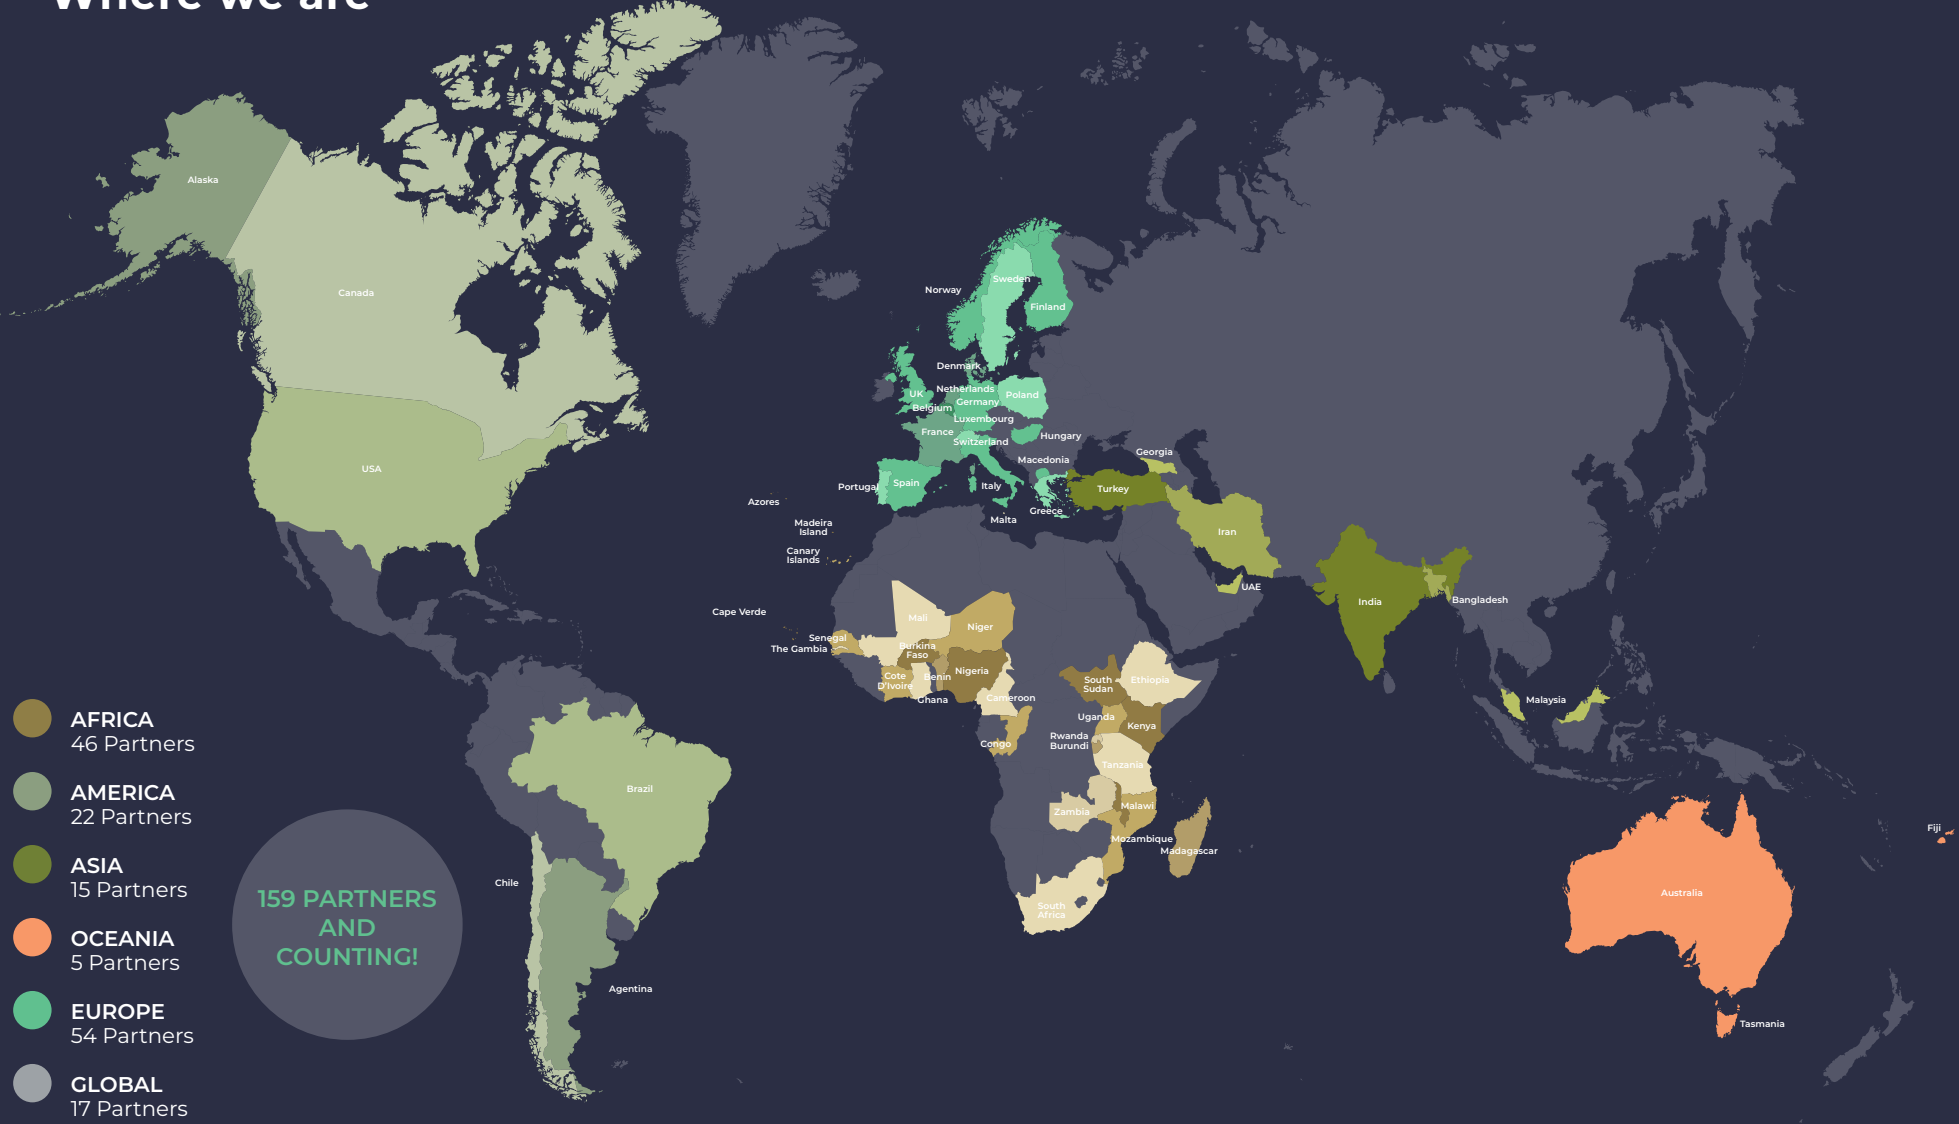 Where we are
Alaska
Canada
USA
Sweden
Norway
Finland
Denmark
Netherlands
UK
Germany
Poland
Belgium
Luxembourg
France
Switzerland
Hungary
Macedonia
Georgia
Portugal
Spain
Italy
Turkey
Azores
Greece
Malta
Madeira
Island
Iran
Canary
Islands
UAE
India
Bangladesh
Cape Verde
Mali
Niger
Senegal
The Gambia
Burkina
Faso
Nigeria
Cote
D'Ivoire
Benin
Ghana
Cameroon
South
Sudan
Ethiopia
Malaysia
Uganda
Kenya
Rwanda
Burundi
Congo
Tanzania
Brazil
Zambia
Malawi
Mozambique
Madagascar
Fiji
Chile
Australia
South
Africa
Agentina
Tasmania
AFRICA
46 Partners
AMERICA
22 Partners
ASIA
15 Partners
OCEANIA
5 Partners
EUROPE
54 Partners
GLOBAL
17 Partners
159 PARTNERS
AND
COUNTING!